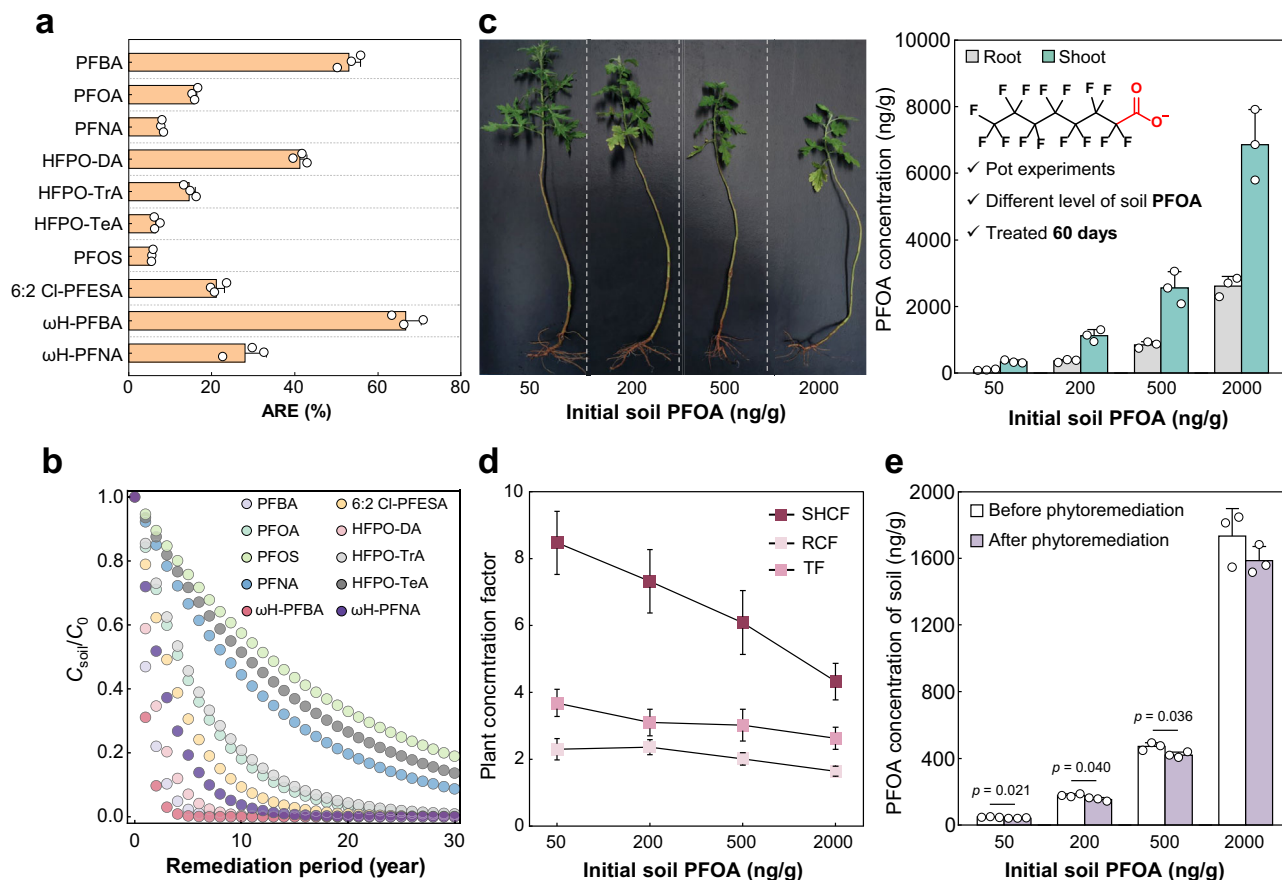 a
PFBA
PFOA
PFNA
HFPO-DA
HFPO-TrA
HFPO-TeA
PFOS
6:2 Cl-PFESA
ωH-PFBA
ωH-PFNA
0 20 40 60 80
ARE (%)
c
50 200 500 2000
Initial soil PFOA (ng/g)
PFOA concentration (ng/g)
10000
8000
6000
4000
2000
0
Root Shoot
F F F F F F F O
F F F F F F F F O-
✓ Pot experiments
✓ Different level of soil PFOA
✓ Treated 60 days
50 200 500 2000
Initial soil PFOA (ng/g)
b
Csoil/C0
1.0
0.8
0.6
0.4
0.2
0.0
PFBA 6:2 Cl-PFESA
PFOA HFPO-DA
PFOS HFPO-TrA
PFNA HFPO-TeA
ωH-PFBA ωH-PFNA
0 10 20 30
Remediation period (year)
d
Plant concmtration factor
10
8
6
4
2
0
SHCF
RCF
TF
50 200 500 2000
Initial soil PFOA (ng/g)
e
PFOA concentration of soil (ng/g)
2000
1600
1200
800
400
0
Before phytoremediation
After phytoremediation
p = 0.021
p = 0.040
p = 0.036
50 200 500 2000
Initial soil PFOA (ng/g)